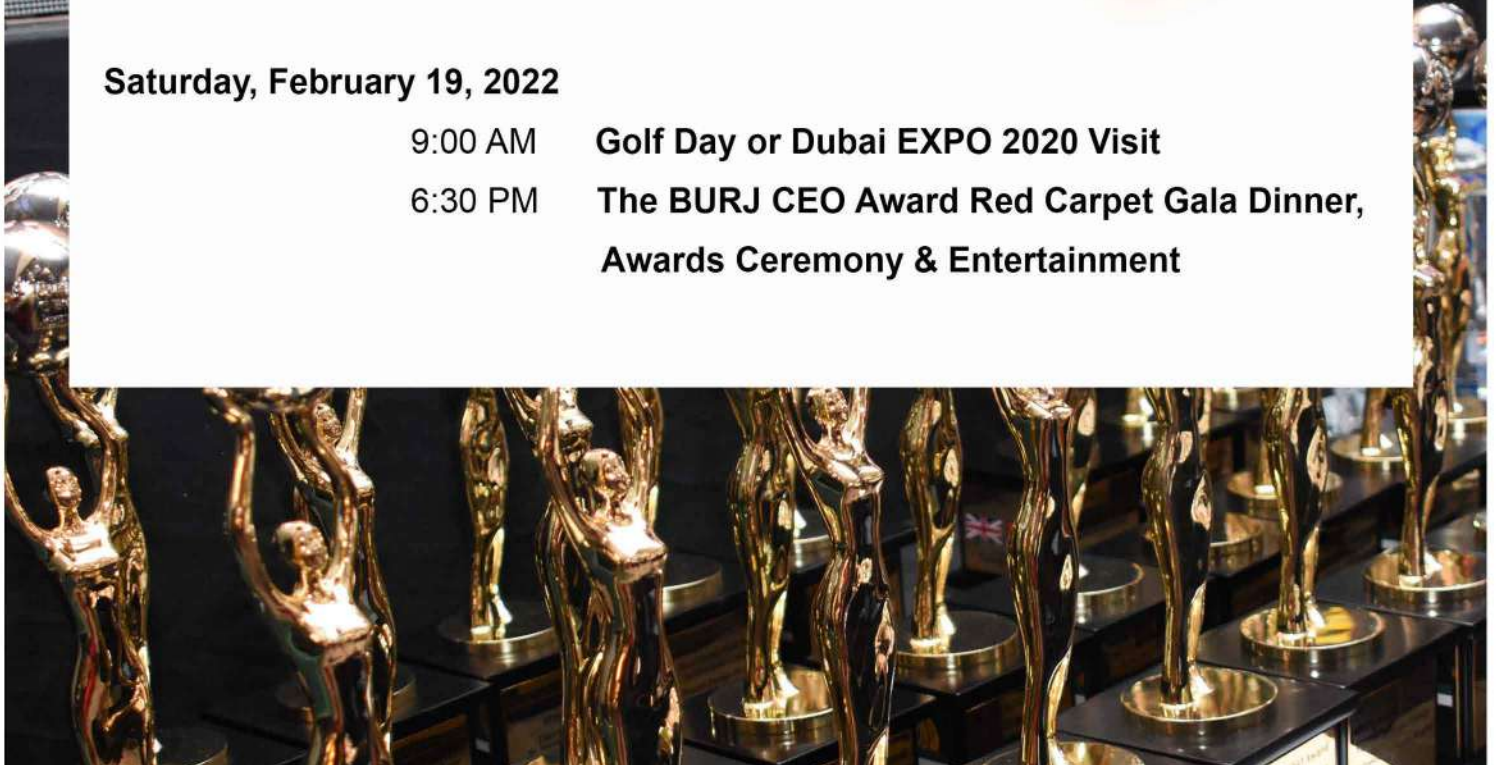 Saturday, February 19, 2022
9:00 AM Golf Day or Dubai EXPO 2020 Visit
6:30 PM The BURJ CEO Award Red Carpet Gala Dinner,
Awards Ceremony & Entertainment